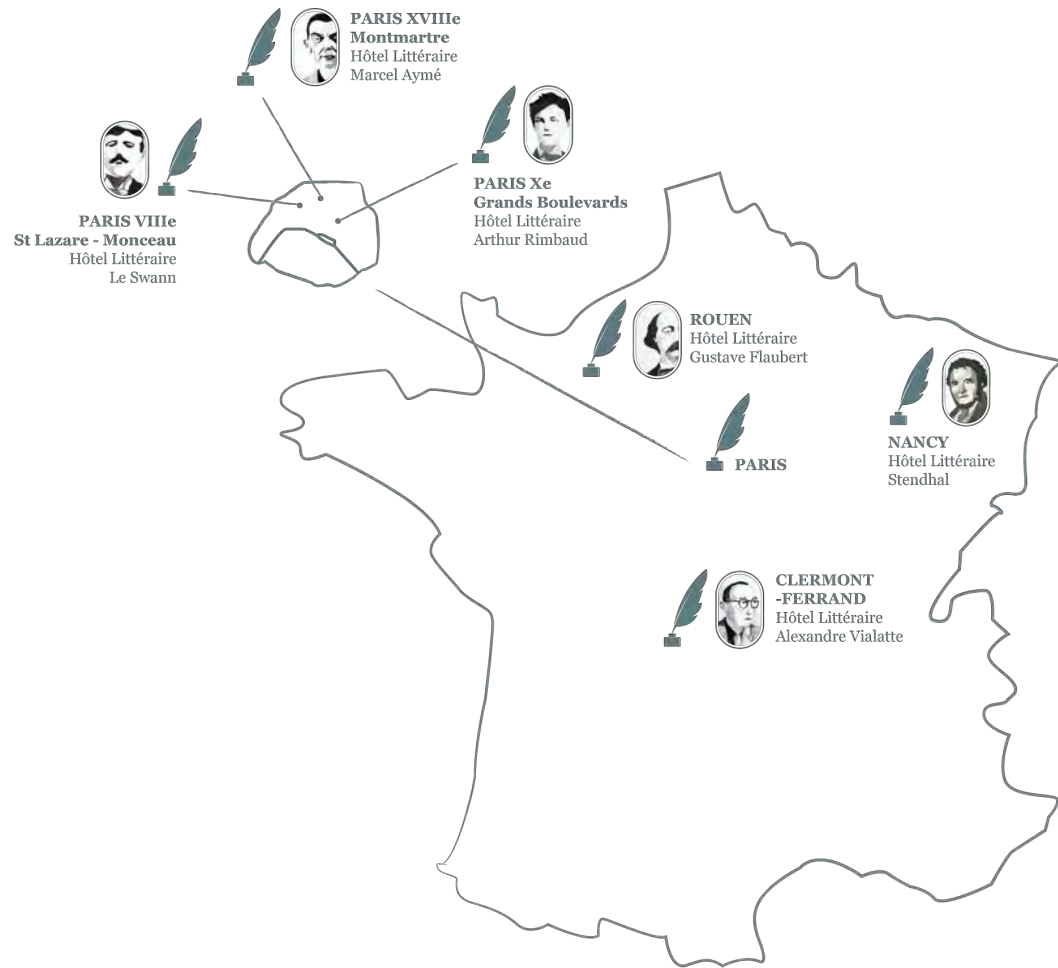 PARIS XVIIIe
Montmartre
Hôtel Littéraire
Marcel Aymé
PARIS VIIIe
St Lazare - Monceau
Hôtel Littéraire
Le Swann
PARIS Xe
Grands Boulevards
Hôtel Littéraire
Arthur Rimbaud
ROUEN
Hôtel Littéraire
Gustave Flaubert
NANCY
Hôtel Littéraire
Stendhal
PARIS
CLERMONT
-FERRAND
Hôtel Littéraire
Alexandre Vialatte